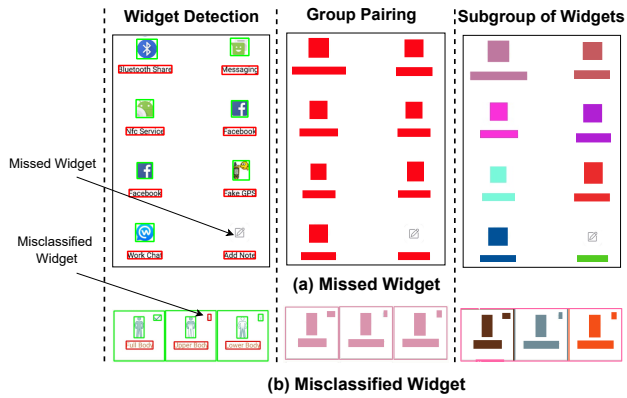 Widget Detection
Group Pairing
Subgroup of Widgets
Bluetooth Share
Messaging
Nfc Service
Facebook
Missed Widget
Facebook
Fake GPS
Misclassified
Widget
Work Chat
Add Note
(a) Missed Widget
Full Body
Upper Body
Lower Body
(b) Misclassified Widget